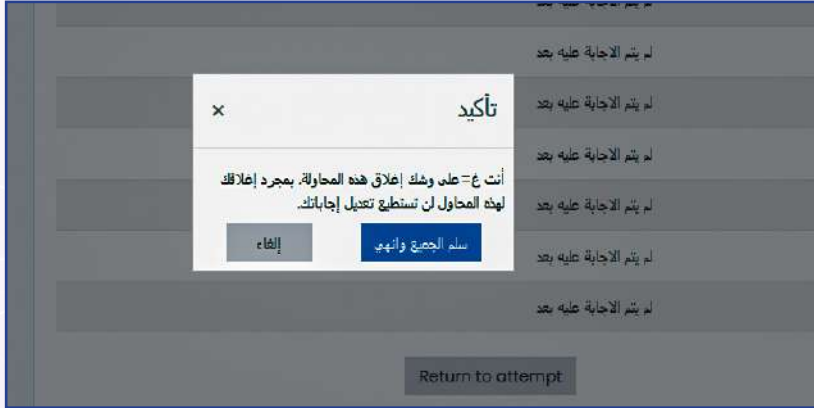 لم يتم الاجابة عليه بعد
لم يتم الاجابة عليه بعد
لم يتم الاجابة عليه بعد
لم يتم الاجابة عليه بعد
لم يتم الاجابة عليه بعد
لم يتم الاجابة عليه بعد
لم يتم الاجابة عليه بعد
تأكيد ×
أنت غ=على وشك إغلاق هذه المحاولة. بمجرد إغلاقك
لهذه المحاول لن تستطيع تعديل إجاباتك.
سلم الجميع وانهي إلغاء
Return to attempt